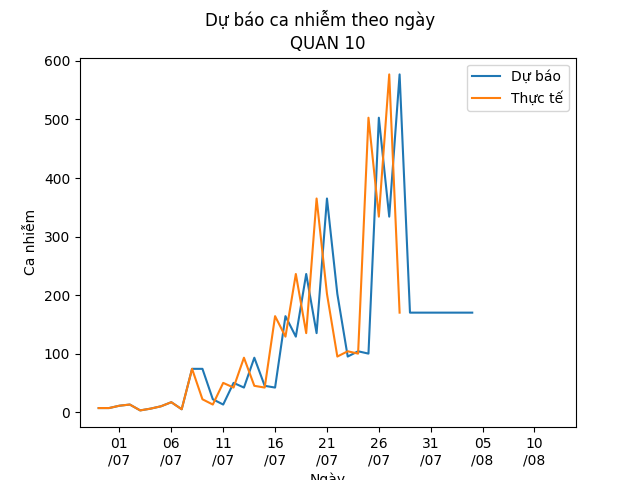 Dự báo ca nhiễm theo ngày
QUAN 10
Dự báo
Thực tế
Ca nhiễm
600
500
400
300
200
100
0
01 06 11 16 21 26 31 05 10
/07 /07 /07 /07 /07 /07 /07 /08 /08
Ngày